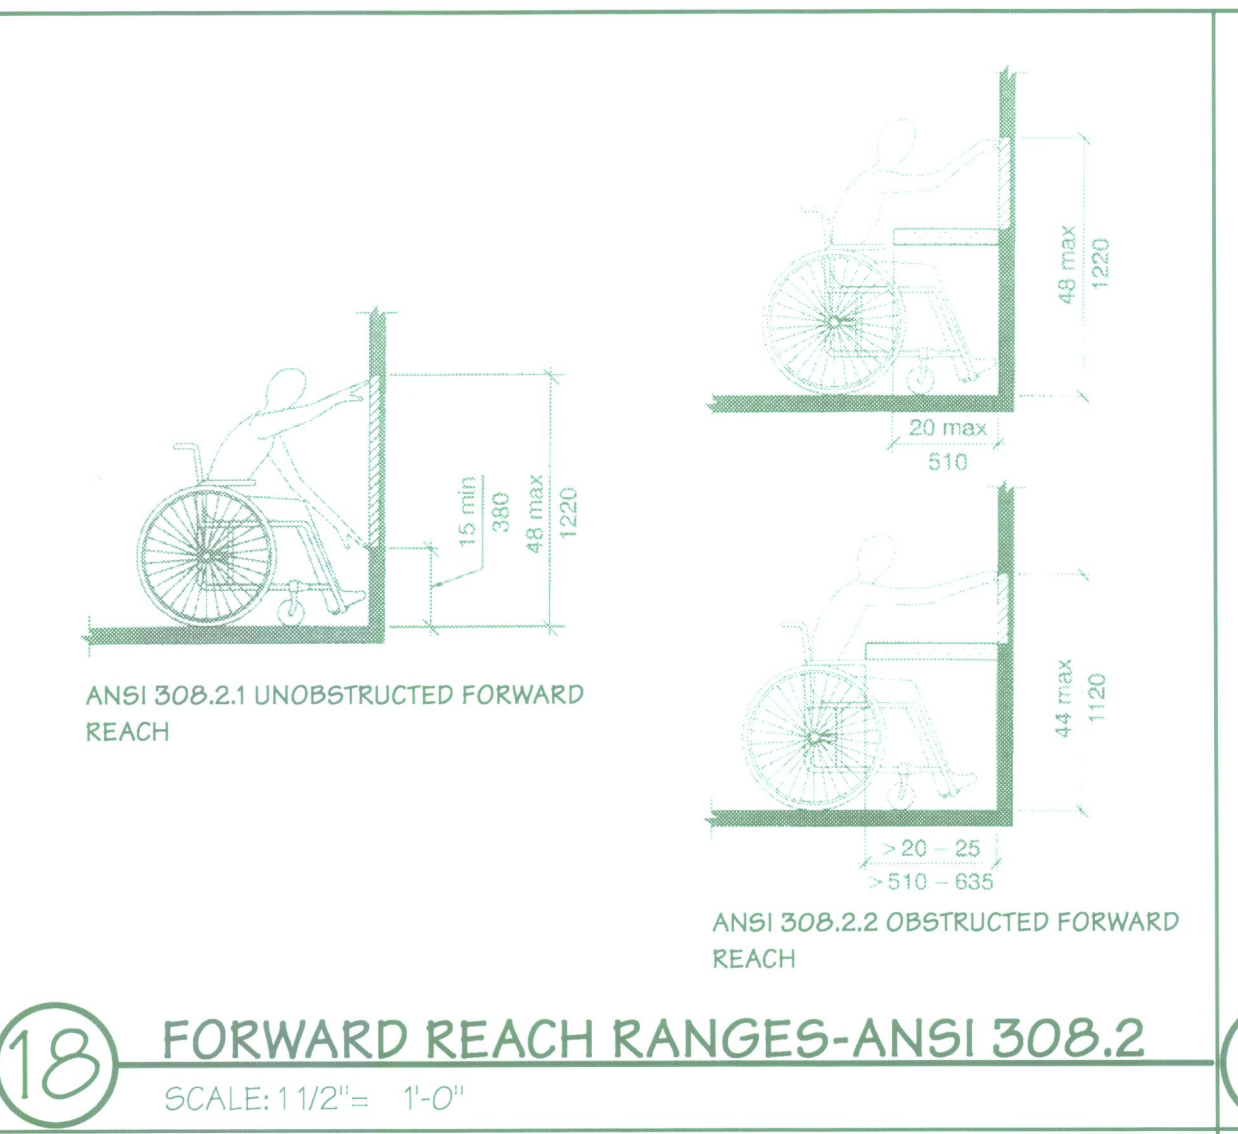 48 max
1220
20 max
510
15 min
380
48 max
1220
ANSI 308.2.1 UNOBSTRUCTED FORWARD
REACH
44 max
1120
> 20 – 25
> 510 – 635
ANSI 308.2.2 OBSTRUCTED FORWARD
REACH
18
FORWARD REACH RANGES-ANSI 308.2
SCALE: 1 1/2"= 1'-0"